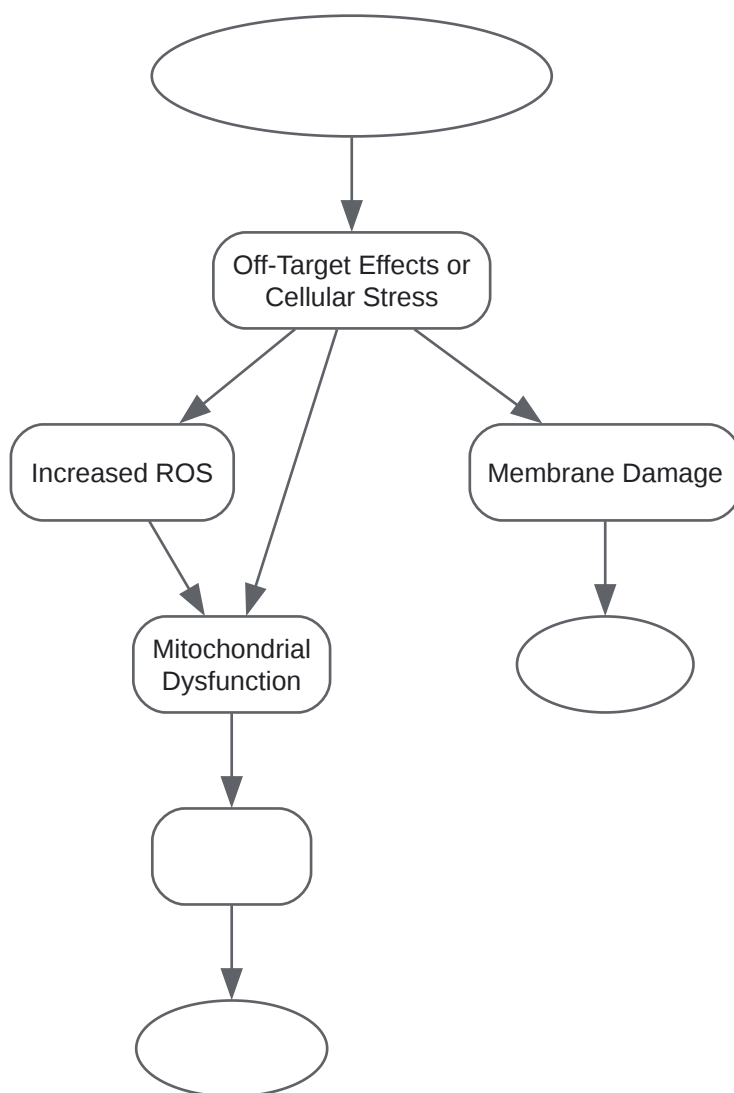 Off-Target Effects or
Cellular Stress
Increased ROS
Membrane Damage
Mitochondrial
Dysfunction